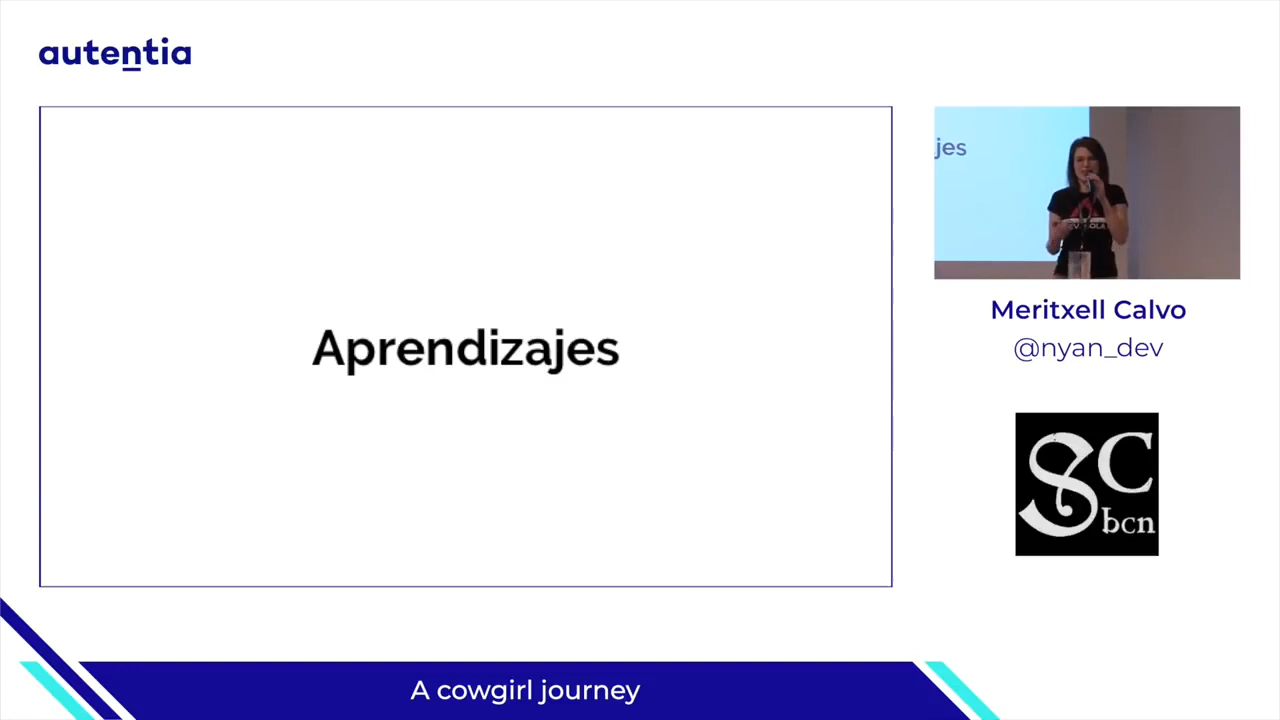 autentia
Aprendizajes
jes
Meritxell Calvo
@nyan_dev
SC
bcn
A cowgirl journey